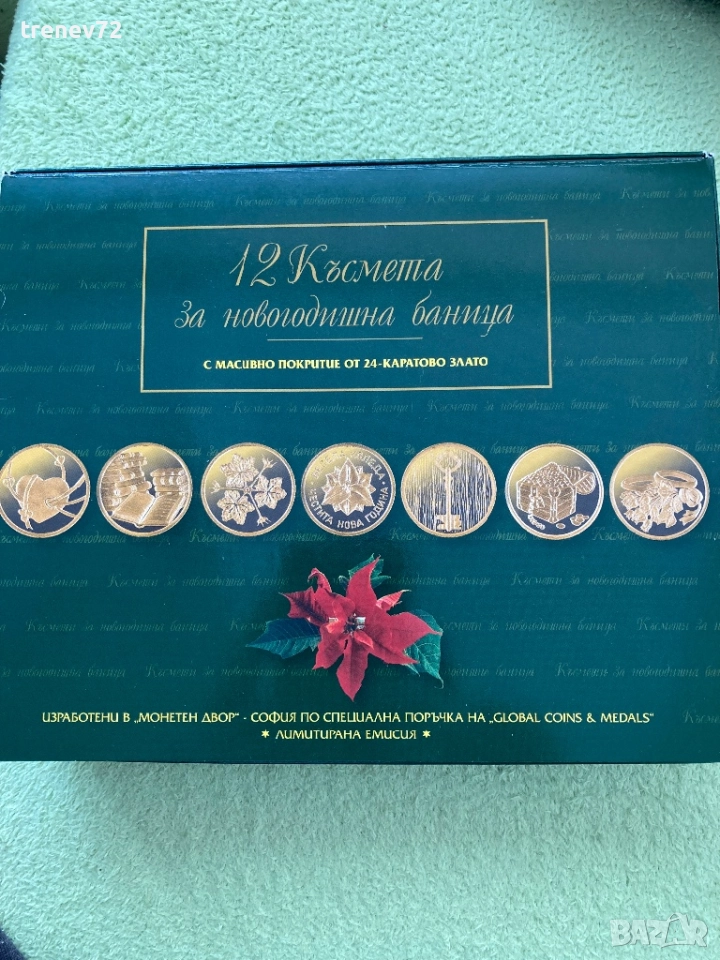 trenev72
12 Късмета
за новогодишна баница
С МАСИВНО ПОКРИТИЕ ОТ 24-КАРАТОВО ЗЛАТО
ЧЕСТИТА НОВА ГОДИНА
ИЗРАБОТЕНИ В „МОНЕТЕН ДВОР" - СОФИЯ ПО СПЕЦИАЛНА ПОРЪЧКА НА „GLOBAL COINS & MEDALS"
* ЛИМИТИРАНА ЕМИСИЯ *
BAZAR